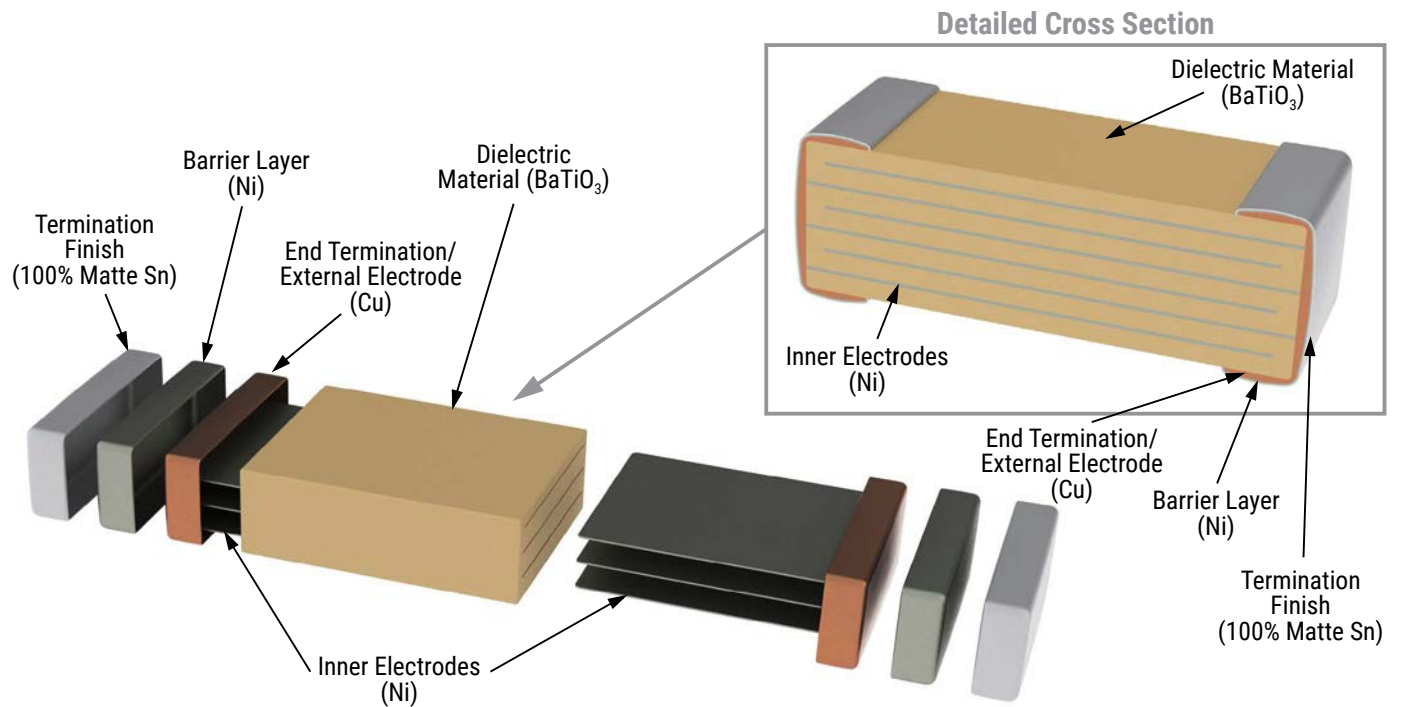 Detailed Cross Section
Dielectric Material
(BaTiO₃)
Barrier Layer
(Ni)
Dielectric
Material (BaTiO₃)
Termination
Finish
(100% Matte Sn)
End Termination/
External Electrode
(Cu)
Inner Electrodes
(Ni)
End Termination/
External Electrode
(Cu)
Barrier Layer
(Ni)
Termination
Finish
(100% Matte Sn)
Inner Electrodes
(Ni)